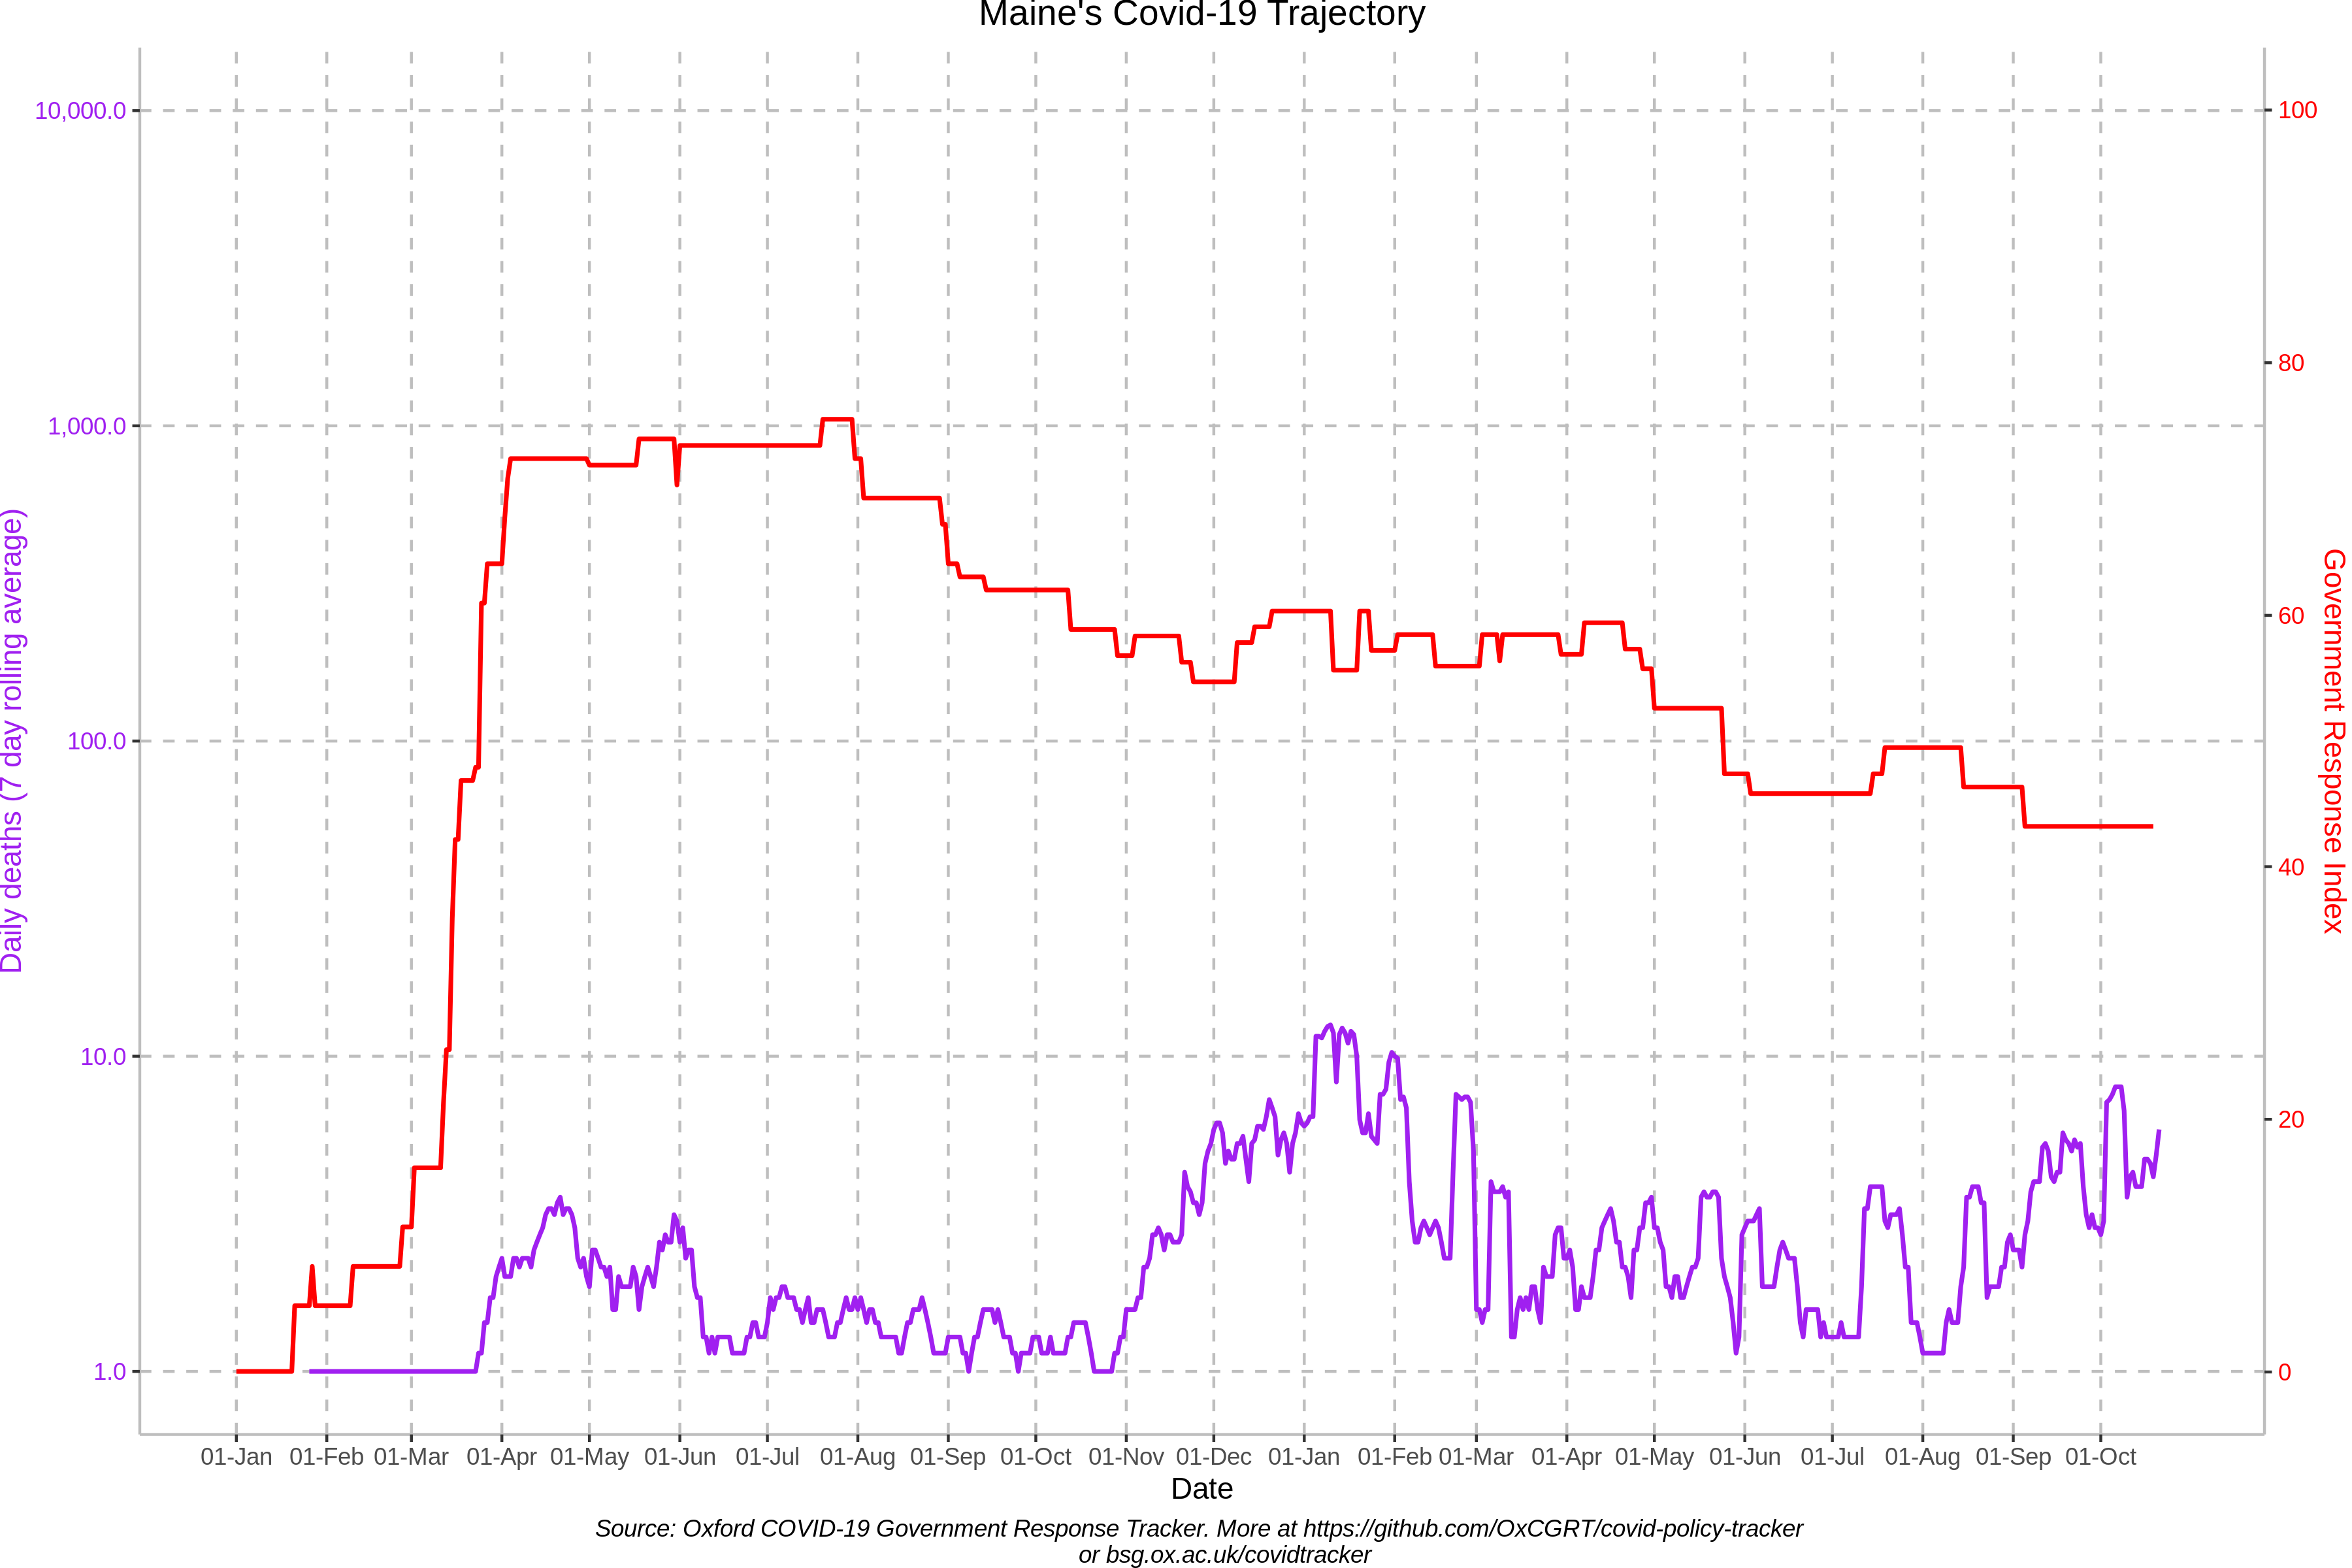 Maine's Covid-19 Trajectory
10,000.0
1,000.0
100.0
10.0
1.0
Daily deaths (7 day rolling average)
100
80
60
40
20
0
Government Response Index
01-Jan 01-Feb 01-Mar 01-Apr 01-May 01-Jun 01-Jul 01-Aug 01-Sep 01-Oct 01-Nov 01-Dec 01-Jan 01-Feb 01-Mar 01-Apr 01-May 01-Jun 01-Jul 01-Aug 01-Sep 01-Oct
Date
Source: Oxford COVID-19 Government Response Tracker. More at https://github.com/OxCGRT/covid-policy-tracker
or bsg.ox.ac.uk/covidtracker